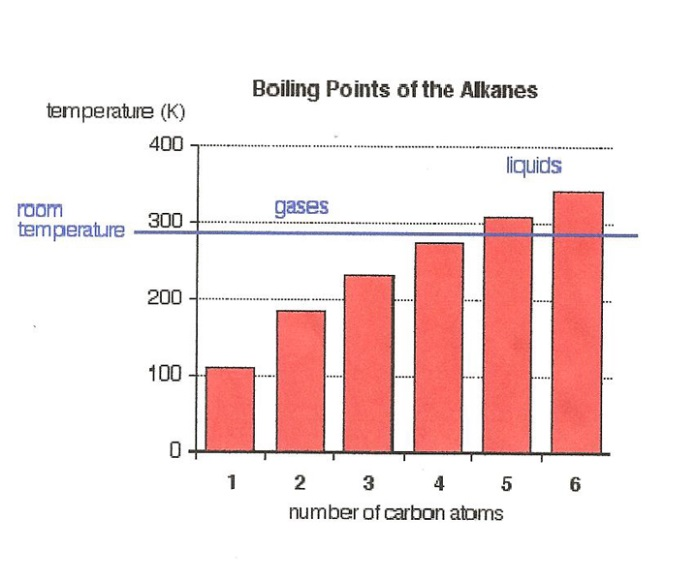 Boiling Points of the Alkanes
temperature (K)
400
liquids
gases
room
temperature
300
200
100
0
1 2 3 4 5 6
number of carbon atoms